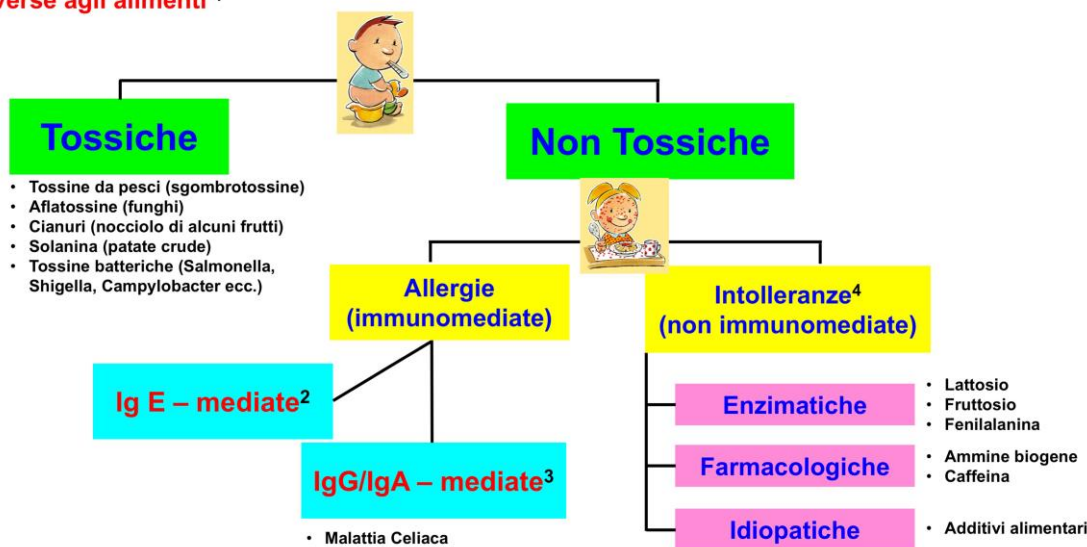 agli alimenti
Tossiche
Non Tossiche
• Tossine da pesci (sgombrotossine)
• Aflatossine (funghi)
• Cianuri (nocciolo di alcuni frutti)
• Solanina (patate crude)
• Tossine batteriche (Salmonella,
Shigella, Campylobacter ecc.)
Allergie
(immunomediate)
Intolleranze⁴
(non immunomediate)
Ig E – mediate²
IgG/IgA – mediate³
• Malattia Celiaca
Enzimatiche
• Lattosio
• Fruttosio
• Fenilalanina
Farmacologiche
• Ammine biogene
• Caffeina
Idiopatiche
• Additivi alimentari